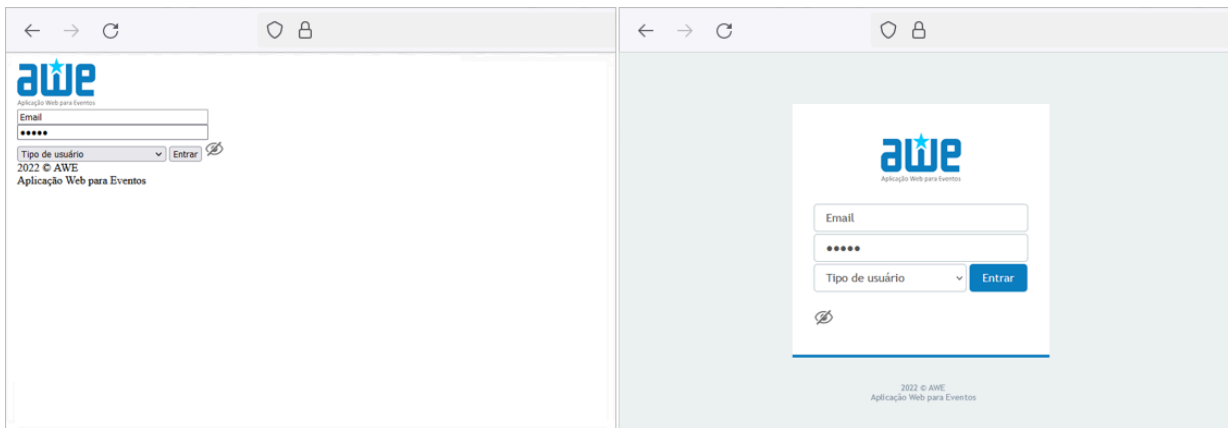 awe
Aplicação Web para Eventos
Email
•••••
Tipo de usuário Entrar
2022 © AWE
Aplicação Web para Eventos
awe
Aplicação Web para Eventos
Email
•••••
Tipo de usuário Entrar
2022 © AWE
Aplicação Web para Eventos